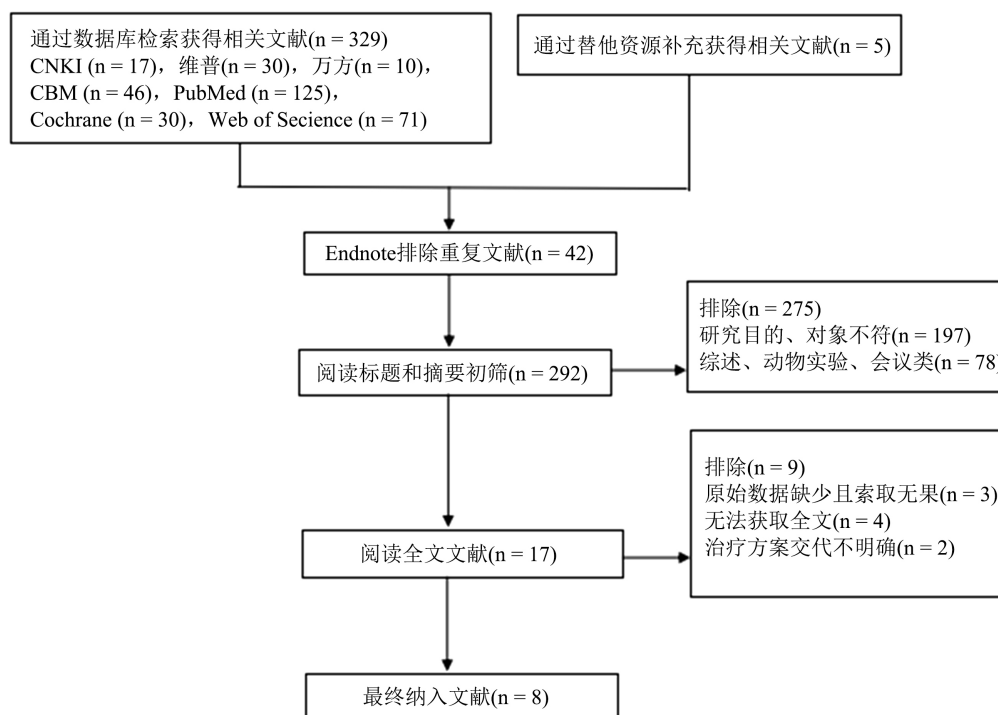 通过数据库检索获得相关文献(n = 329)
CNKI (n = 17)，维普(n = 30)，万方(n = 10)，
CBM (n = 46)，PubMed (n = 125)，
Cochrane (n = 30)，Web of Secience (n = 71)
通过替他资源补充获得相关文献(n = 5)
Endnote排除重复文献(n = 42)
阅读标题和摘要初筛(n = 292)
排除(n = 275)
研究目的、对象不符(n = 197)
综述、动物实验、会议类(n = 78)
阅读全文文献(n = 17)
排除(n = 9)
原始数据缺少且索取无果(n = 3)
无法获取全文(n = 4)
治疗方案交代不明确(n = 2)
最终纳入文献(n = 8)